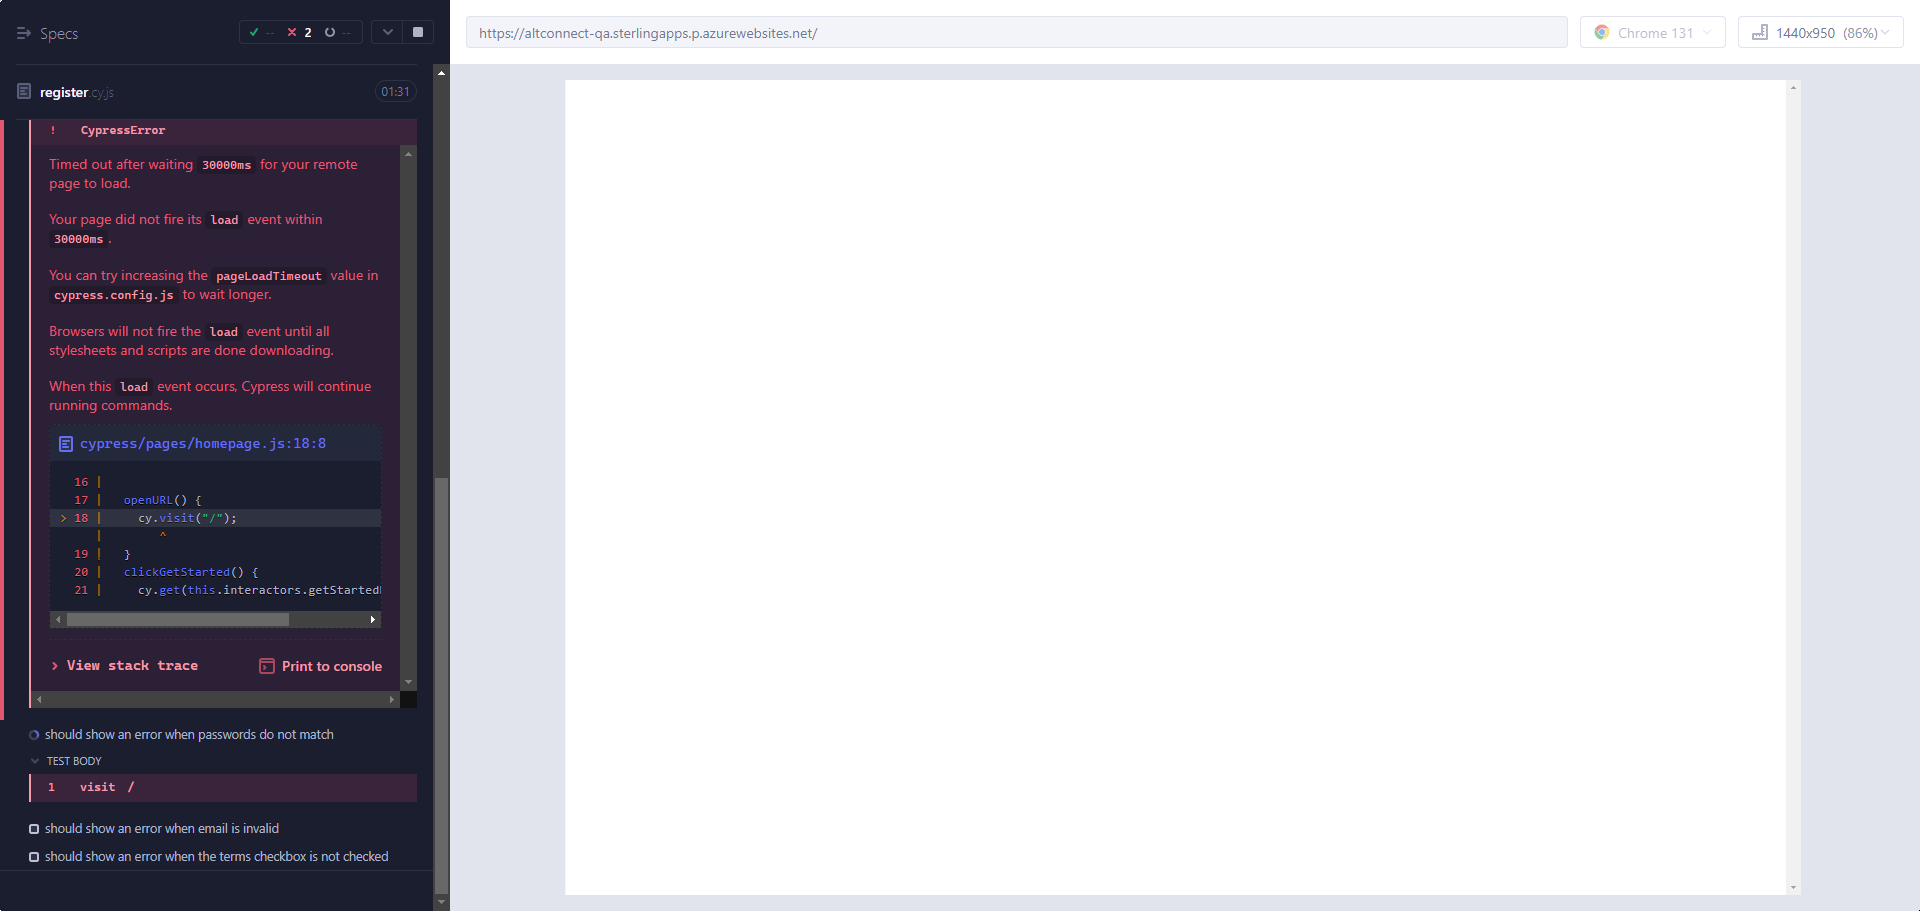 Specs
-- 2 --
https://altconnect-qa.sterlingapps.p.azurewebsites.net/
Chrome 131
1440x950 (86%)
register.cy.js
01:31
! CypressError
Timed out after waiting 30000ms for your remote
page to load.
Your page did not fire its load event within
30000ms.
You can try increasing the pageLoadTimeout value in
cypress.config.js to wait longer.
Browsers will not fire the load event until all
stylesheets and scripts are done downloading.
When this load event occurs, Cypress will continue
running commands.
cypress/pages/homepage.js:18:8
16 |
17 | openURL() {
> 18 | cy.visit("/");
| ^
19 | }
20 | clickGetStarted() {
21 | cy.get(this.interactors.getStarted
> View stack trace
Print to console
should show an error when passwords do not match
TEST BODY
1 visit /
should show an error when email is invalid
should show an error when the terms checkbox is not checked